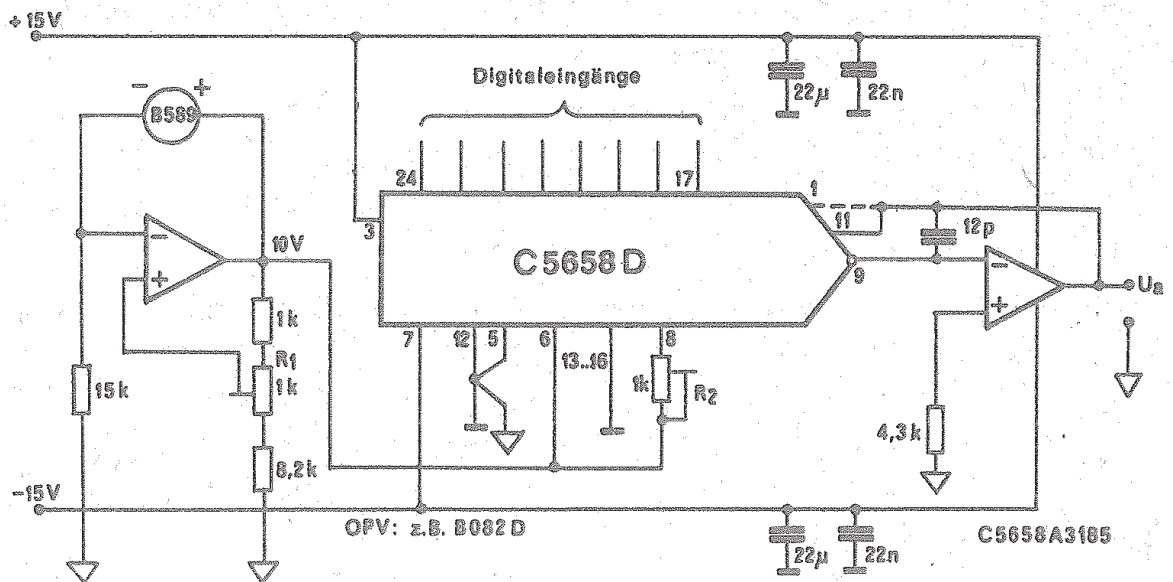 +15V
Digitaleingänge
22µ
22n
− +
B589
24
17
1
3
11
12p
10V
−
+
C5658D
9
−
+
Ua
1k
7
12
5
6
13..16
8
R1
1k
15k
1k
R2
4,3k
8,2k
−15V
OPV: z.B. B082D
22µ
22n
C5658A3185